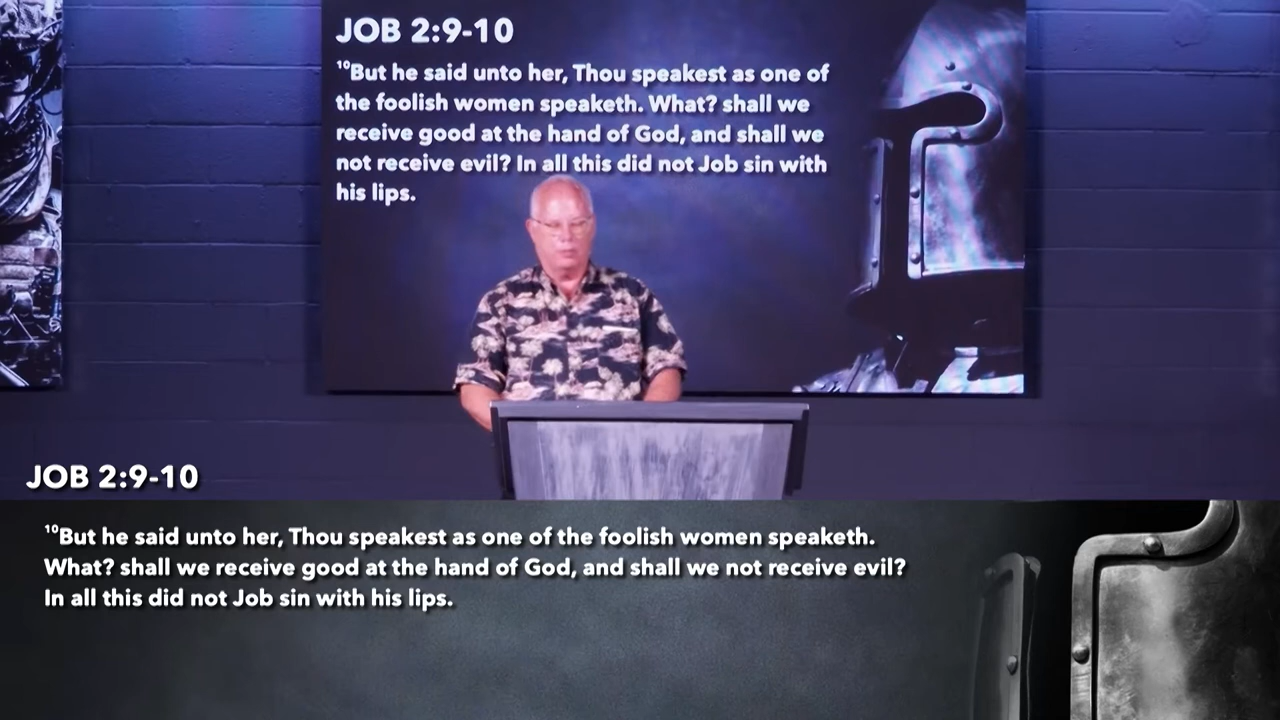 JOB 2:9-10
¹⁰But he said unto her, Thou speakest as one of
the foolish women speaketh. What? shall we
receive good at the hand of God, and shall we
not receive evil? In all this did not Job sin with
his lips.
JOB 2:9-10
¹⁰But he said unto her, Thou speakest as one of the foolish women speaketh.
What? shall we receive good at the hand of God, and shall we not receive evil?
In all this did not Job sin with his lips.